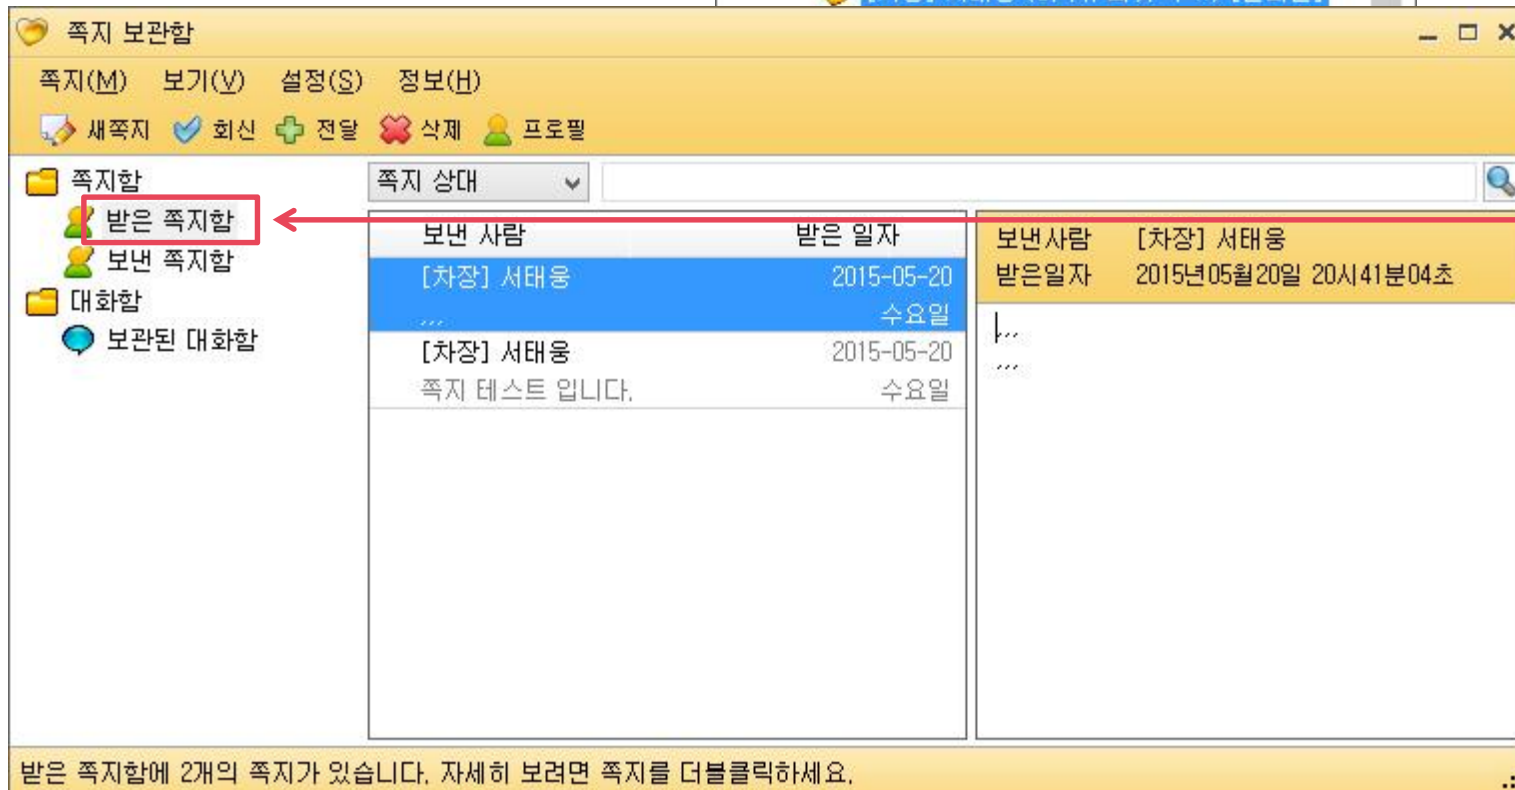 쪽지 보관함
쪽지(M) 보기(V) 설정(S) 정보(H)
새쪽지 회신 전달 삭제 프로필
쪽지함
받은 쪽지함
보낸 쪽지함
대화함
보관된 대화함
쪽지 상대
보낸 사람 받은 일자
[차장] 서태웅 2015-05-20
,,, 수요일
[차장] 서태웅 2015-05-20
쪽지 테스트 입니다. 수요일
보낸사람 [차장] 서태웅
받은일자 2015년05월20일 20시41분04초
,,,
,,,
받은 쪽지함에 2개의 쪽지가 있습니다. 자세히 보려면 쪽지를 더블클릭하세요.